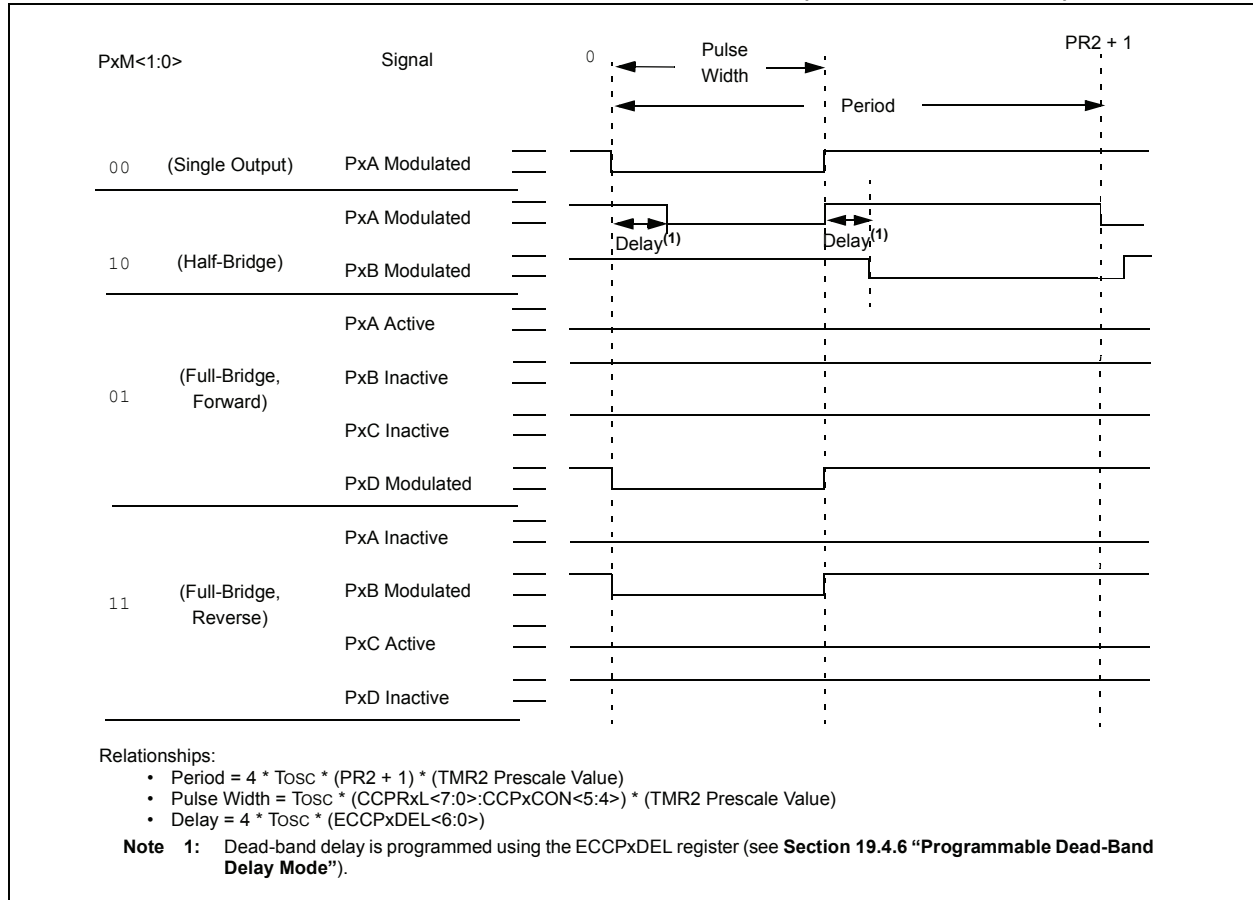 PxM<1:0> Signal 0 Pulse Width PR2 + 1
Period
00 (Single Output) PxA Modulated
PxA Modulated
Delay(1) Delay(1)
10 (Half-Bridge) PxB Modulated
PxA Active
01 (Full-Bridge, Forward) PxB Inactive
PxC Inactive
PxD Modulated
PxA Inactive
11 (Full-Bridge, Reverse) PxB Modulated
PxC Active
PxD Inactive
Relationships:
• Period = 4 * TOSC * (PR2 + 1) * (TMR2 Prescale Value)
• Pulse Width = TOSC * (CCPRxL<7:0>:CCPxCON<5:4>) * (TMR2 Prescale Value)
• Delay = 4 * TOSC * (ECCPxDEL<6:0>)
Note 1: Dead-band delay is programmed using the ECCPxDEL register (see Section 19.4.6 “Programmable Dead-Band
Delay Mode”).